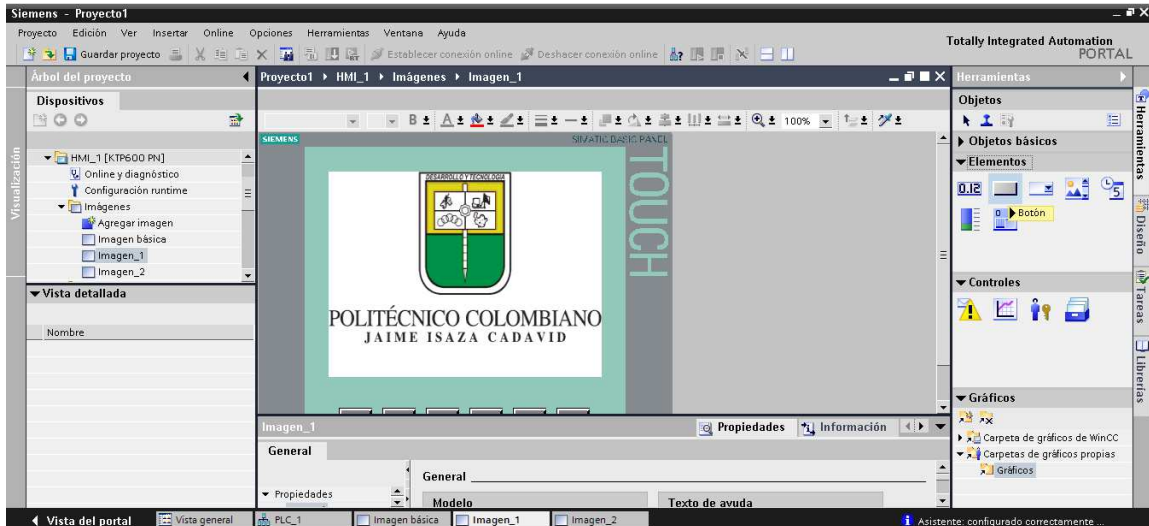 Siemens - Proyecto1
Proyecto Edición Ver Insertar Online Opciones Herramientas Ventana Ayuda
Guardar proyecto Establecer conexión online Deshacer conexión online
Totally Integrated Automation
PORTAL
Árbol del proyecto
Dispositivos
Visualización
HMI_1 [KTP600 PN]
Online y diagnóstico
Configuración runtime
Imágenes
Agregar imagen
Imagen básica
Imagen_1
Imagen_2
Vista detallada
Nombre
Proyecto1 HMI_1 Imágenes Imagen_1
B A 100%
SIEMENS SIMATIC BASIC PANEL
TOUCH
DESARROLLO Y TECNOLOGIA
POLITÉCNICO COLOMBIANO
JAIME ISAZA CADAVID
Imagen_1 Propiedades Información
General
General
Propiedades
Modelo Texto de ayuda
Herramientas
Objetos
Objetos básicos
Elementos
0.12 5
Botón
Controles
Gráficos
Carpeta de gráficos de WinCC
Carpetas de gráficos propias
Gráficos
Herramientas
Diseño
Tareas
Librerías
Vista del portal Vista general PLC_1 Imagen básica Imagen_1 Imagen_2 Asistente: configurado correctamente ...